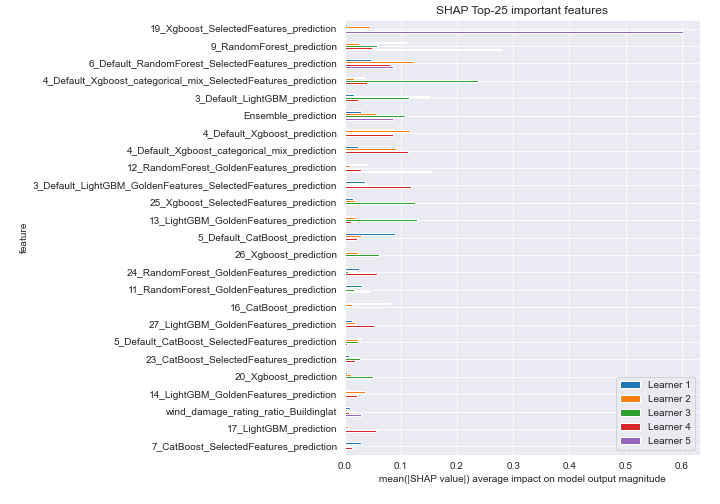 SHAP Top-25 important features
19_Xgboost_SelectedFeatures_prediction
9_RandomForest_prediction
6_Default_RandomForest_SelectedFeatures_prediction
4_Default_Xgboost_categorical_mix_SelectedFeatures_prediction
3_Default_LightGBM_prediction
Ensemble_prediction
4_Default_Xgboost_prediction
4_Default_Xgboost_categorical_mix_prediction
12_RandomForest_GoldenFeatures_prediction
3_Default_LightGBM_GoldenFeatures_SelectedFeatures_prediction
25_Xgboost_SelectedFeatures_prediction
13_LightGBM_GoldenFeatures_prediction
5_Default_CatBoost_prediction
26_Xgboost_prediction
24_RandomForest_GoldenFeatures_prediction
11_RandomForest_GoldenFeatures_prediction
16_CatBoost_prediction
27_LightGBM_GoldenFeatures_prediction
5_Default_CatBoost_SelectedFeatures_prediction
23_CatBoost_SelectedFeatures_prediction
20_Xgboost_prediction
14_LightGBM_GoldenFeatures_prediction
wind_damage_rating_ratio_Buildinglat
17_LightGBM_prediction
7_CatBoost_SelectedFeatures_prediction
feature
Learner 1
Learner 2
Learner 3
Learner 4
Learner 5
0.0 0.1 0.2 0.3 0.4 0.5 0.6
mean(|SHAP value|) average impact on model output magnitude